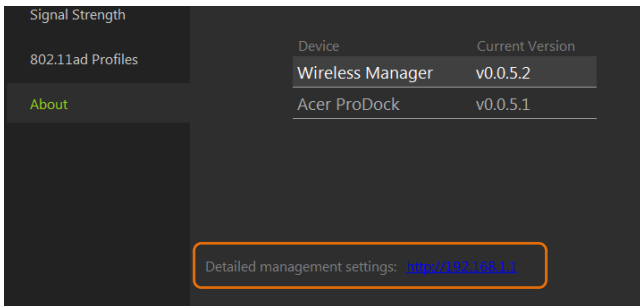 Signal Strength
802.11ad Profiles
About
Device Current Version
Wireless Manager v0.0.5.2
Acer ProDock v0.0.5.1
Detailed management settings: http://192.168.1.1